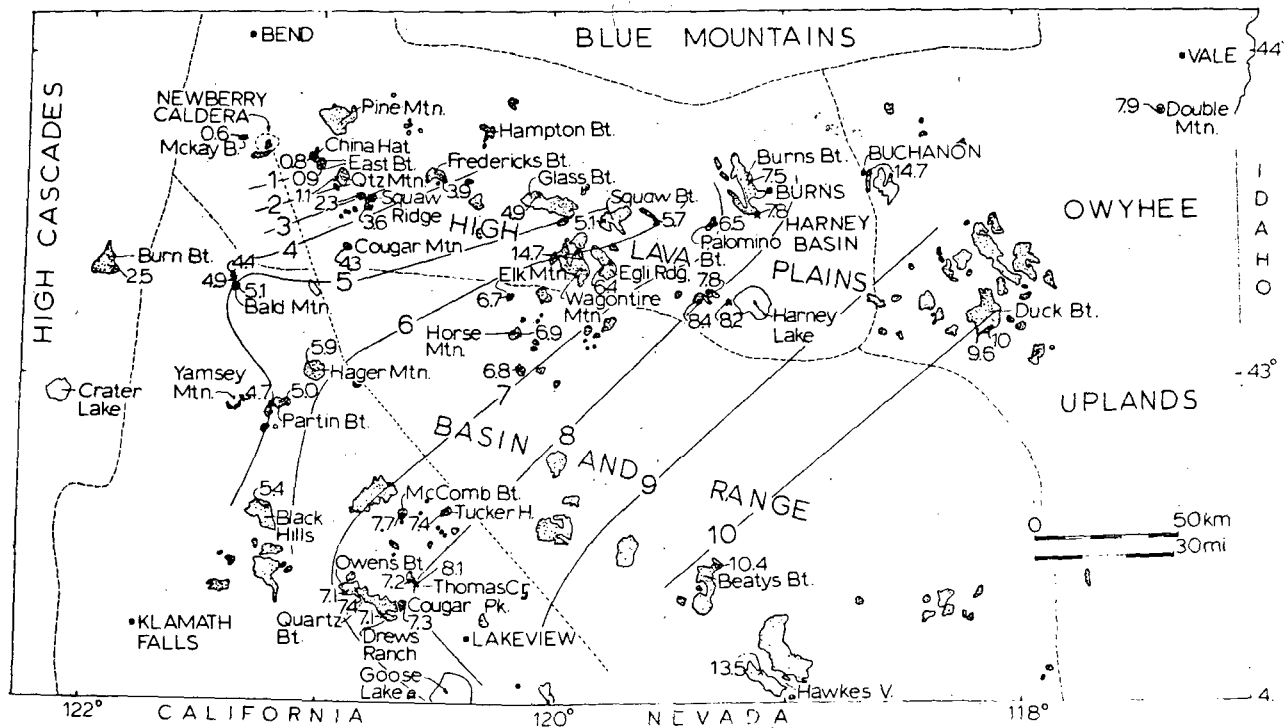 BEND
BLUE MOUNTAINS
44°
VALE
7.9
Double
Mtn.
HIGH CASCADES
NEWBERRY
CALDERA
0.6
Mckay B.
Pine Mtn.
Hampton Bt.
China Hat
0.8
East Bt.
0.9
Qtz Mtn.
1.1
Fredericks Bt.
3.9
Glass Bt.
4.9
2.3
Squaw
Ridge
3.6
1
2
3
4
5
Burns Bt.
7.5
BURNS
7.8
BUCHANON
14.7
Squaw Bt.
5.1
5.7
6.5
Palomino
Bt.
HARNEY
BASIN
HIGH
LAVA
PLAINS
OWYHEE
UPLANDS
IDAHO
Burn Bt.
2.5
4.4
4.9
5.1
Bald Mtn.
Cougar Mtn.
4.3
14.7
Elk Mtn.
Egli Rdg.
6.4
Wagontire
Mtn.
7.8
8.4
8.2
Harney
Lake
Duck Bt.
10
9.6
6
6.7
Horse
Mtn.
6.9
6.8
5.9
Hager Mtn.
43°
Crater
Lake
Yamsey
Mtn.
4.7
5.0
Partin Bt.
7
8
9
10
BASIN AND RANGE
5.4
Black
Hills
McComb Bt.
7.7
7.4
Tucker H.
0 50km
30mi
Owens Bt.
7.2
8.1
Thomas Cr.
7.1
7.4
7.1
Cougar
Pk.
7.3
Quartz
Bt.
Drews
Ranch
10.4
Beatys Bt.
KLAMATH
FALLS
LAKEVIEW
Goose
Lake
13.5
Hawkes V.
4
122°
120°
118°
CALIFORNIA
NEVADA